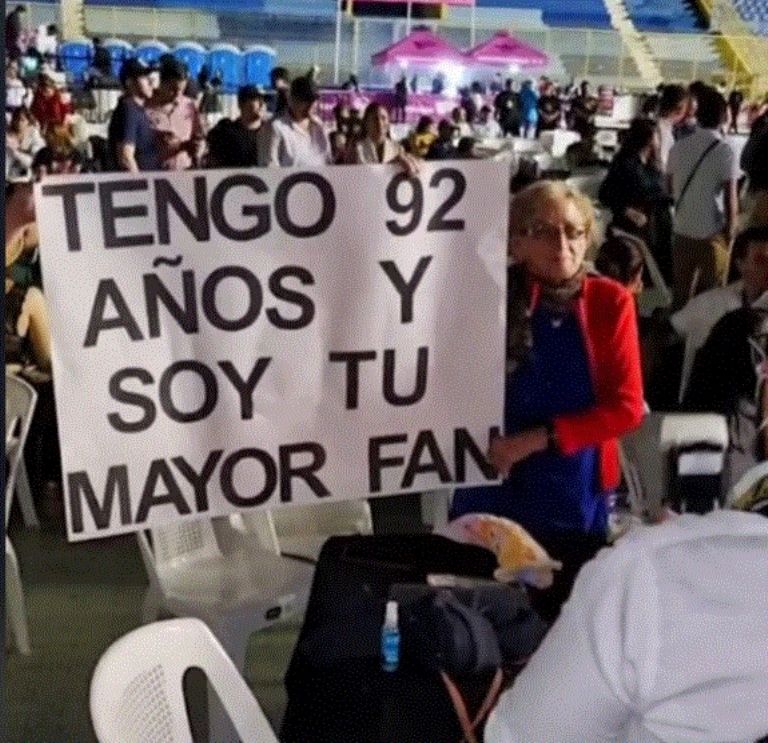 TENGO 92
AÑOS Y
SOY TU
MAYOR FAN